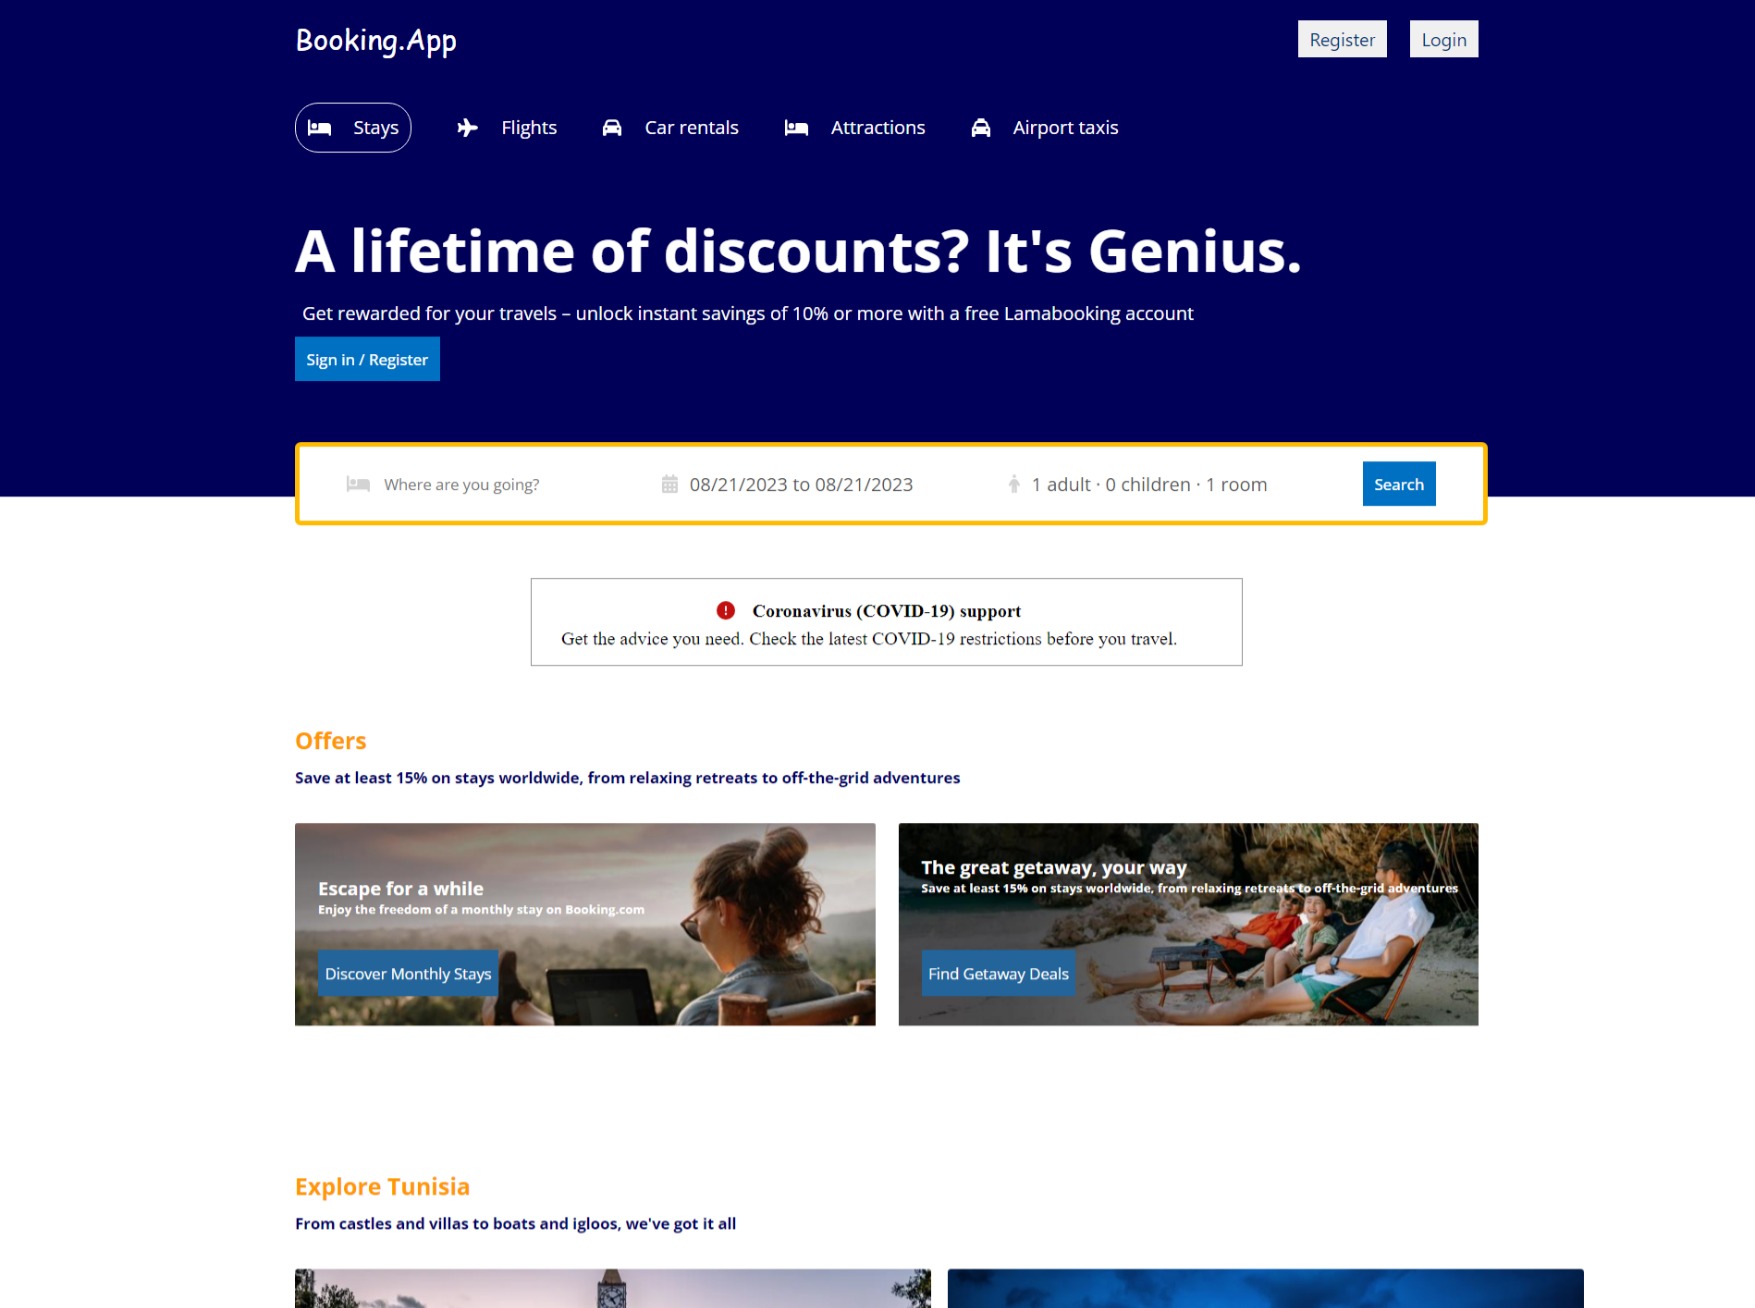 Booking.App
Register
Login
Stays
Flights
Car rentals
Attractions
Airport taxis
A lifetime of discounts? It's Genius.
Get rewarded for your travels – unlock instant savings of 10% or more with a free Lamabooking account
Sign in / Register
Where are you going?
08/21/2023 to 08/21/2023
1 adult · 0 children · 1 room
Search
Coronavirus (COVID-19) support
Get the advice you need. Check the latest COVID-19 restrictions before you travel.
Offers
Save at least 15% on stays worldwide, from relaxing retreats to off-the-grid adventures
Escape for a while
Enjoy the freedom of a monthly stay on Booking.com
Discover Monthly Stays
The great getaway, your way
Save at least 15% on stays worldwide, from relaxing retreats to off-the-grid adventures
Find Getaway Deals
Explore Tunisia
From castles and villas to boats and igloos, we've got it all